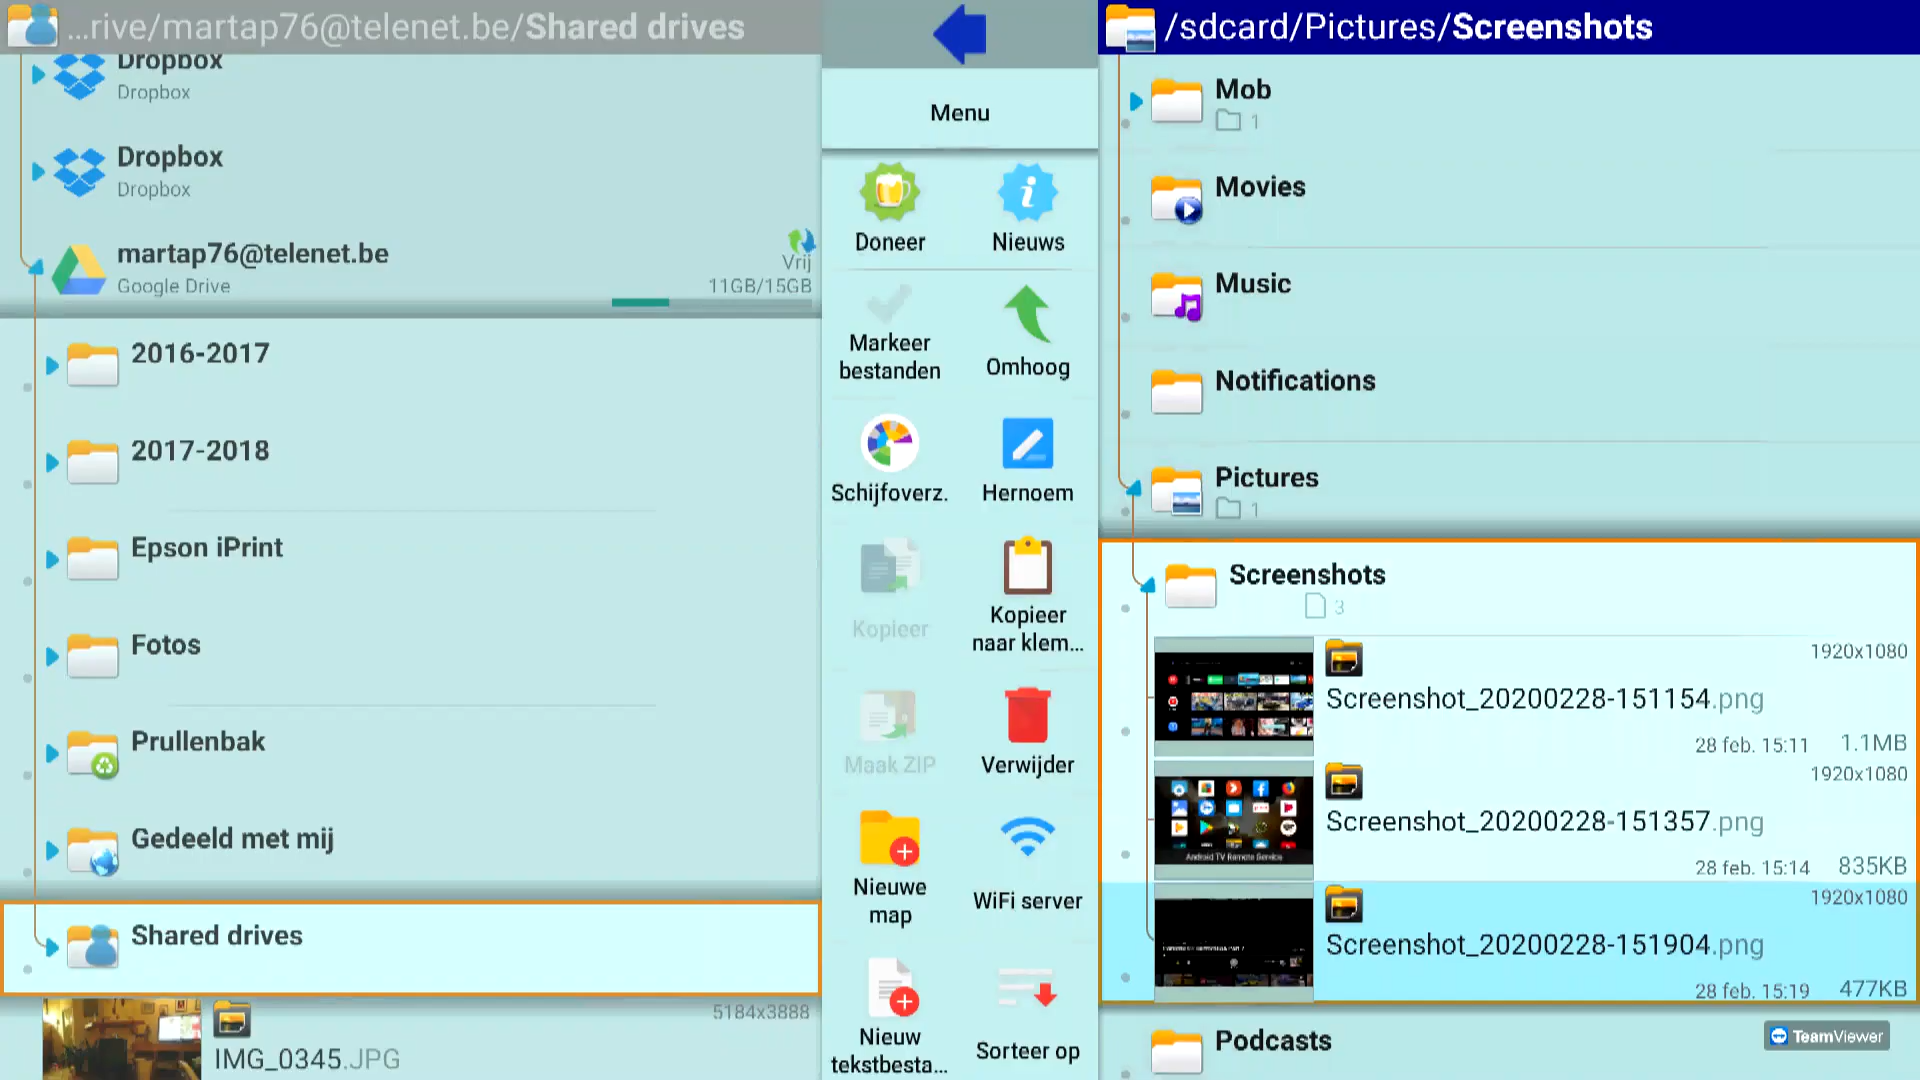 ...rive/martap76@telenet.be/Shared drives
Dropbox
Dropbox
Dropbox
Dropbox
martap76@telenet.be
Google Drive
Vrij
11GB/15GB
2016-2017
2017-2018
Epson iPrint
Fotos
Prullenbak
Gedeeld met mij
Shared drives
5184x3888
IMG_0345.JPG
Menu
Doneer
Nieuws
Markeer
bestanden
Omhoog
Schijfoverz.
Hernoem
Kopieer
Kopieer
naar klem...
Maak ZIP
Verwijder
Nieuwe
map
WiFi server
Nieuw
tekstbesta...
Sorteer op
/sdcard/Pictures/Screenshots
Mob
1
Movies
Music
Notifications
Pictures
1
Screenshots
3
1920x1080
Screenshot_20200228-151154.png
28 feb. 15:11 1.1MB
1920x1080
Screenshot_20200228-151357.png
Android TV Remote Service
28 feb. 15:14 835KB
1920x1080
Screenshot_20200228-151904.png
28 feb. 15:19 477KB
Podcasts
TeamViewer